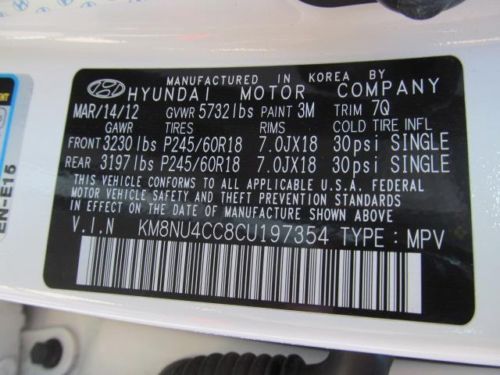 MANUFACTURED IN KOREA BY
HYUNDAI MOTOR COMPANY
MAR/14/12 GVWR 5732lbs PAINT 3M TRIM 7Q
GAWR TIRES RIMS COLD TIRE INFL
FRONT 3230lbs P245/60R18 7.0JX18 30psi SINGLE
REAR 3197lbs P245/60R18 7.0JX18 30psi SINGLE
THIS VEHICLE CONFORMS TO ALL APPLICABLE U.S.A. FEDERAL
MOTOR VEHICLE SAFETY AND THEFT PREVENTION STANDARDS
IN EFFECT ON THE DATE OF MANUFACTURE SHOWN ABOVE.
V.I.N KM8NU4CC8CU197354 TYPE: MPV
EN-E16